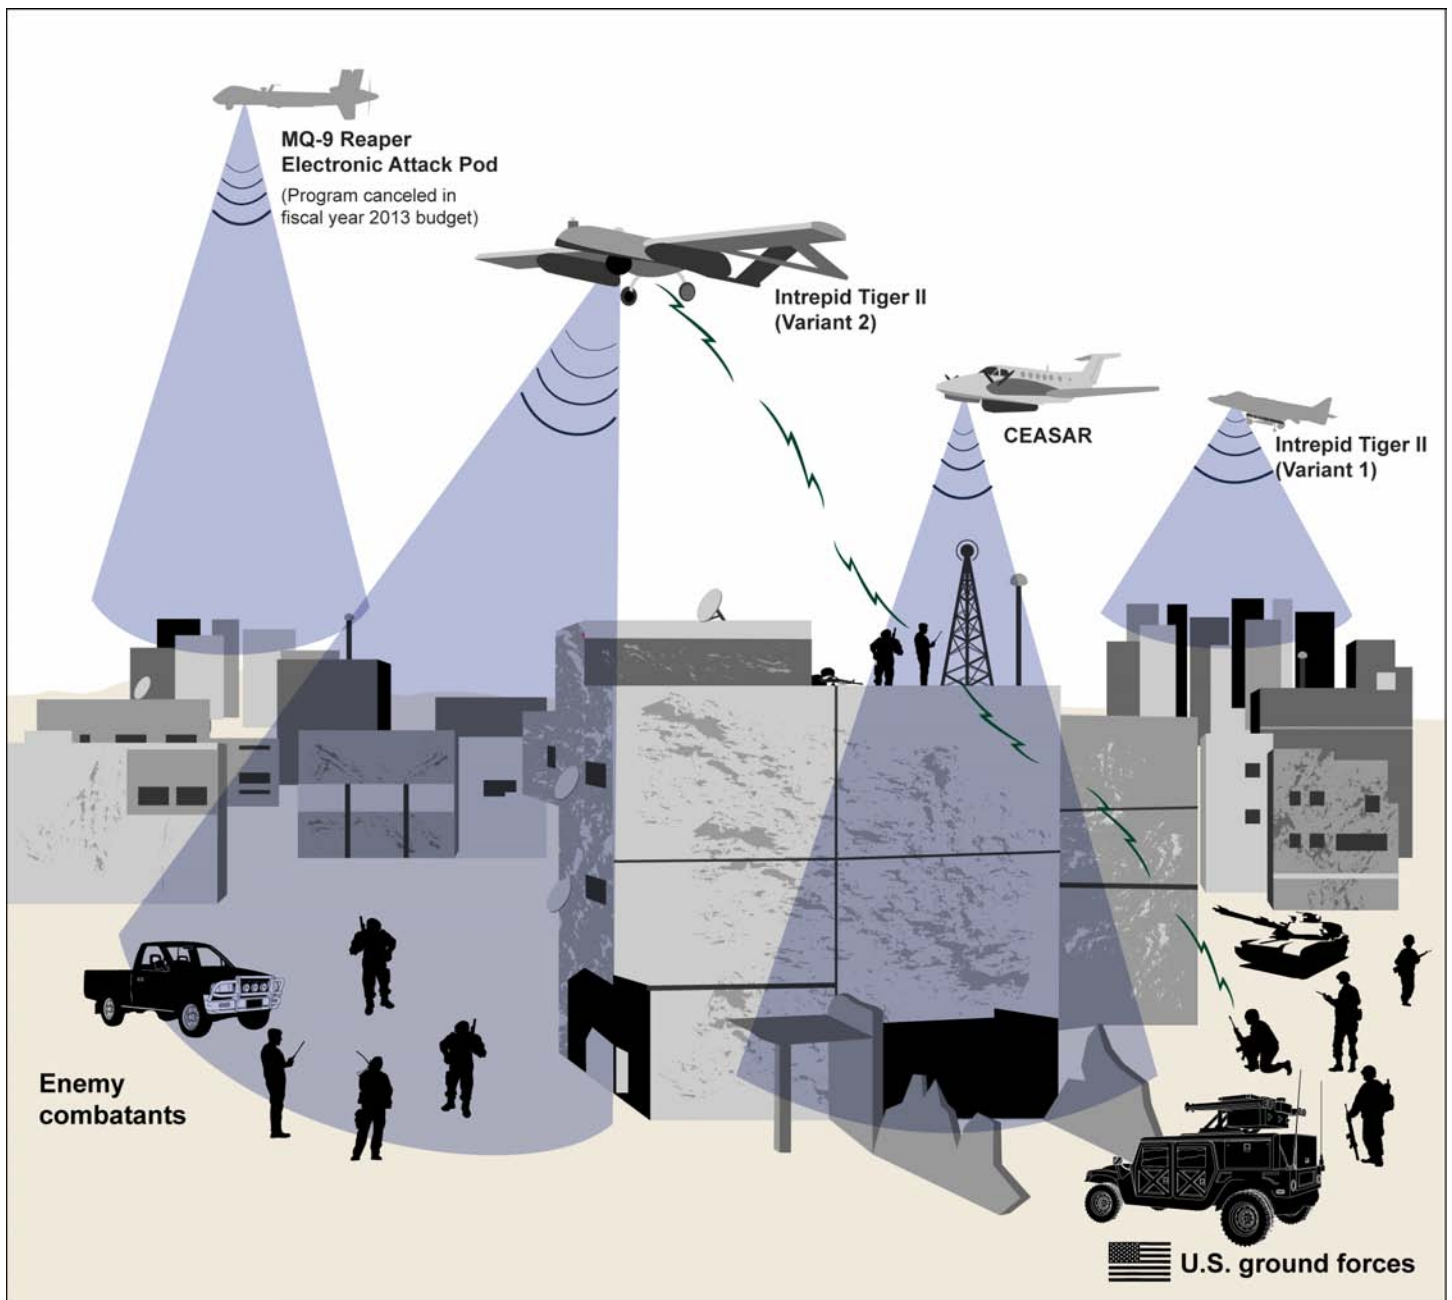 MQ-9 Reaper
Electronic Attack Pod
(Program canceled in
fiscal year 2013 budget)
Intrepid Tiger II
(Variant 2)
CEASAR
Intrepid Tiger II
(Variant 1)
Enemy
combatants
U.S. ground forces